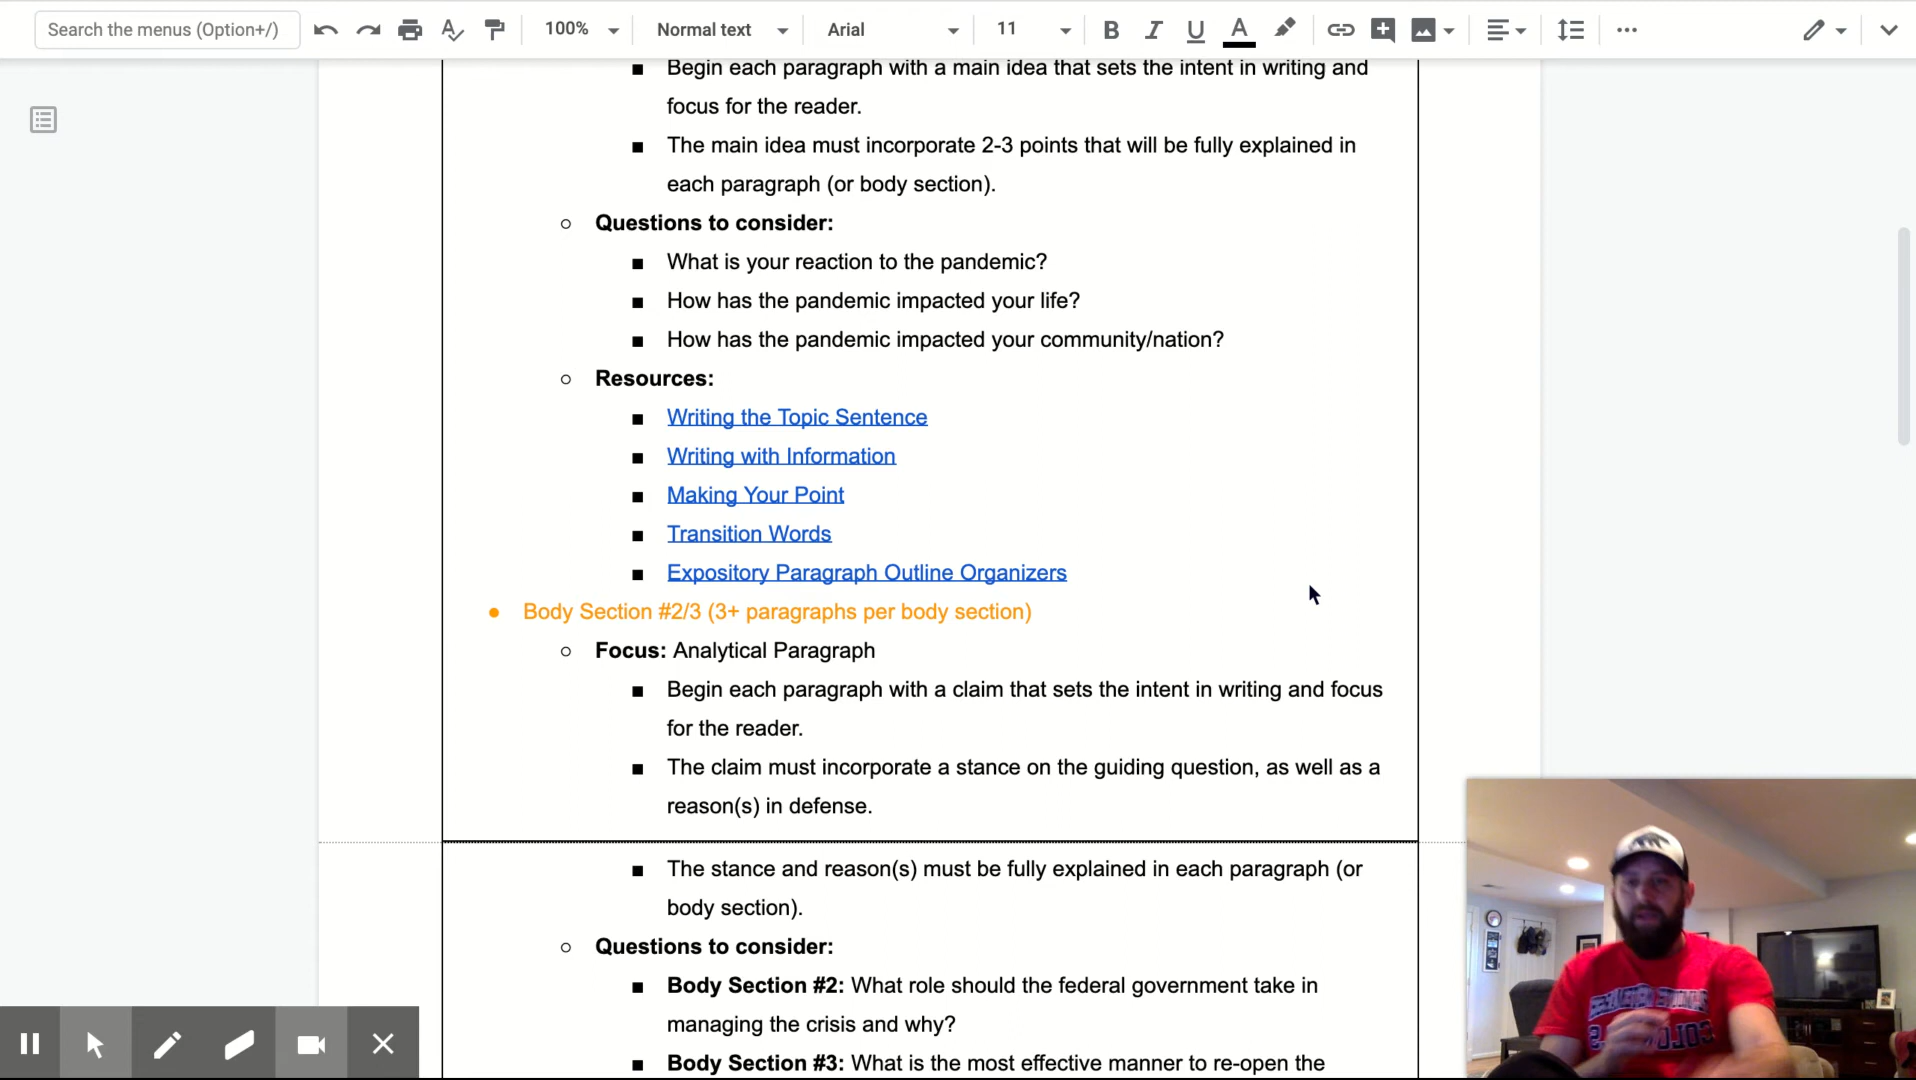 Search the menus (Option+/)
100%
Normal text
Arial
11
Begin each paragraph with a main idea that sets the intent in writing and
focus for the reader.
The main idea must incorporate 2-3 points that will be fully explained in
each paragraph (or body section).
Questions to consider:
What is your reaction to the pandemic?
How has the pandemic impacted your life?
How has the pandemic impacted your community/nation?
Resources:
Writing the Topic Sentence
Writing with Information
Making Your Point
Transition Words
Expository Paragraph Outline Organizers
Body Section #2/3 (3+ paragraphs per body section)
Focus: Analytical Paragraph
Begin each paragraph with a claim that sets the intent in writing and focus
for the reader.
The claim must incorporate a stance on the guiding question, as well as a
reason(s) in defense.
The stance and reason(s) must be fully explained in each paragraph (or
body section).
Questions to consider:
Body Section #2: What role should the federal government take in
managing the crisis and why?
Body Section #3: What is the most effective manner to re-open the